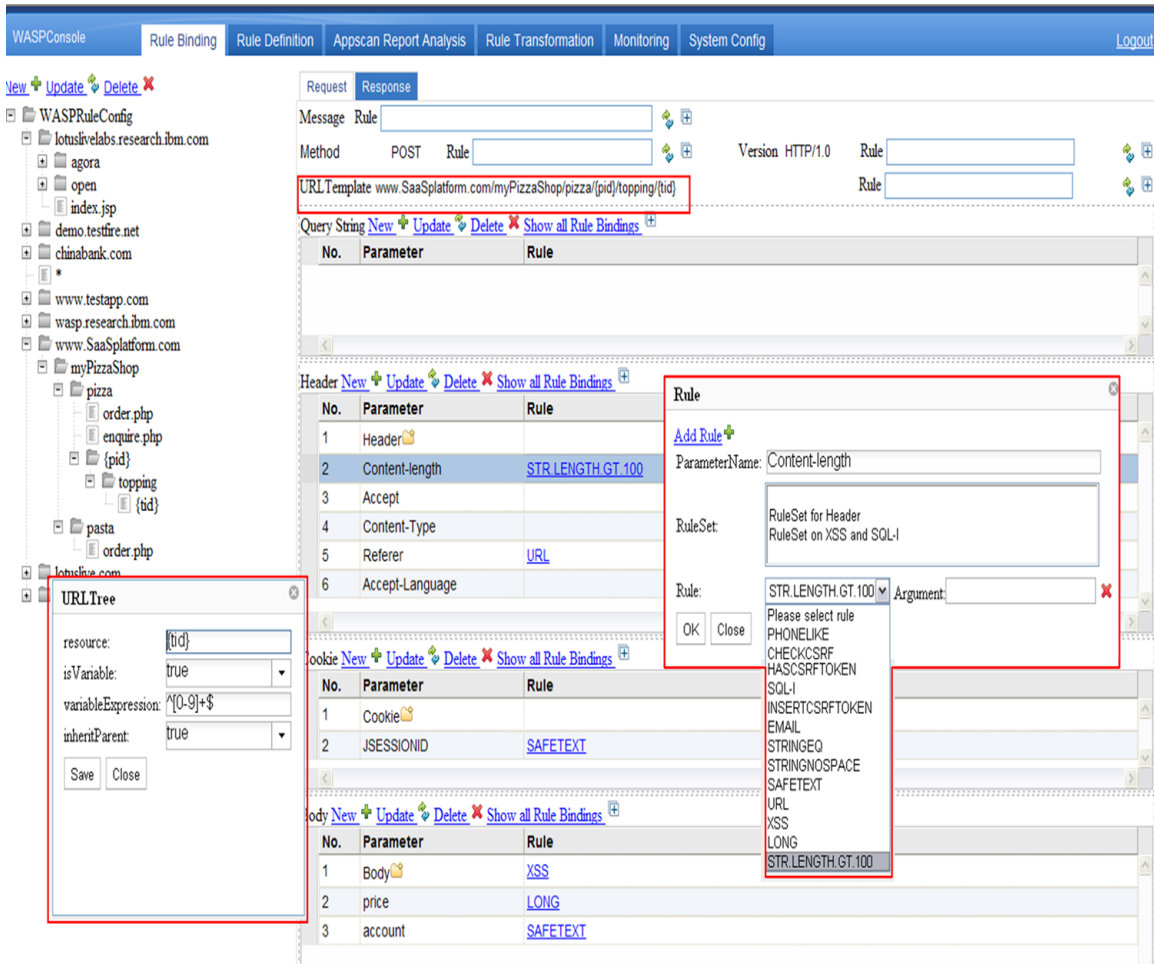 WASPConsole Rule Binding Rule Definition Appscan Report Analysis Rule Transformation Monitoring System Config Logout
New Update Delete
WASPRuleConfig
lotuslivelabs.research.ibm.com
agora
open
index.jsp
demo.testfire.net
chinabank.com
*
www.testapp.com
wasp.research.ibm.com
www.SaaSplatform.com
myPizzaShop
pizza
order.php
enquire.php
{pid}
topping
{tid}
pasta
order.php
lotuslive.com
URLTree
resource: {tid}
isVariable: true
variableExpression: ^[0-9]+$
inheritParent: true
Save Close
Request Response
Message Rule
Method POST Rule Version HTTP/1.0 Rule
URLTemplate www.SaaSplatform.com/myPizzaShop/pizza/{pid}/topping/{tid} Rule
Query String New Update Delete Show all Rule Bindings
No. Parameter Rule
Header New Update Delete Show all Rule Bindings
No. Parameter Rule
1 Header
2 Content-length STR.LENGTH.GT.100
3 Accept
4 Content-Type
5 Referer URL
6 Accept-Language
ookie New Update Delete Show all Rule Bindings
No. Parameter Rule
1 Cookie
2 JSESSIONID SAFETEXT
ody New Update Delete Show all Rule Bindings
No. Parameter Rule
1 Body XSS
2 price LONG
3 account SAFETEXT
Rule
Add Rule
ParameterName: Content-length
RuleSet:
RuleSet for Header
RuleSet on XSS and SQL-I
Rule: STR.LENGTH.GT.100 Argument:
OK Close
Please select rule
PHONELIKE
CHECKCSRF
HASCSRFTOKEN
SQL-I
INSERTCSRFTOKEN
EMAIL
STRINGEQ
STRINGNOSPACE
SAFETEXT
URL
XSS
LONG
STR.LENGTH.GT.100